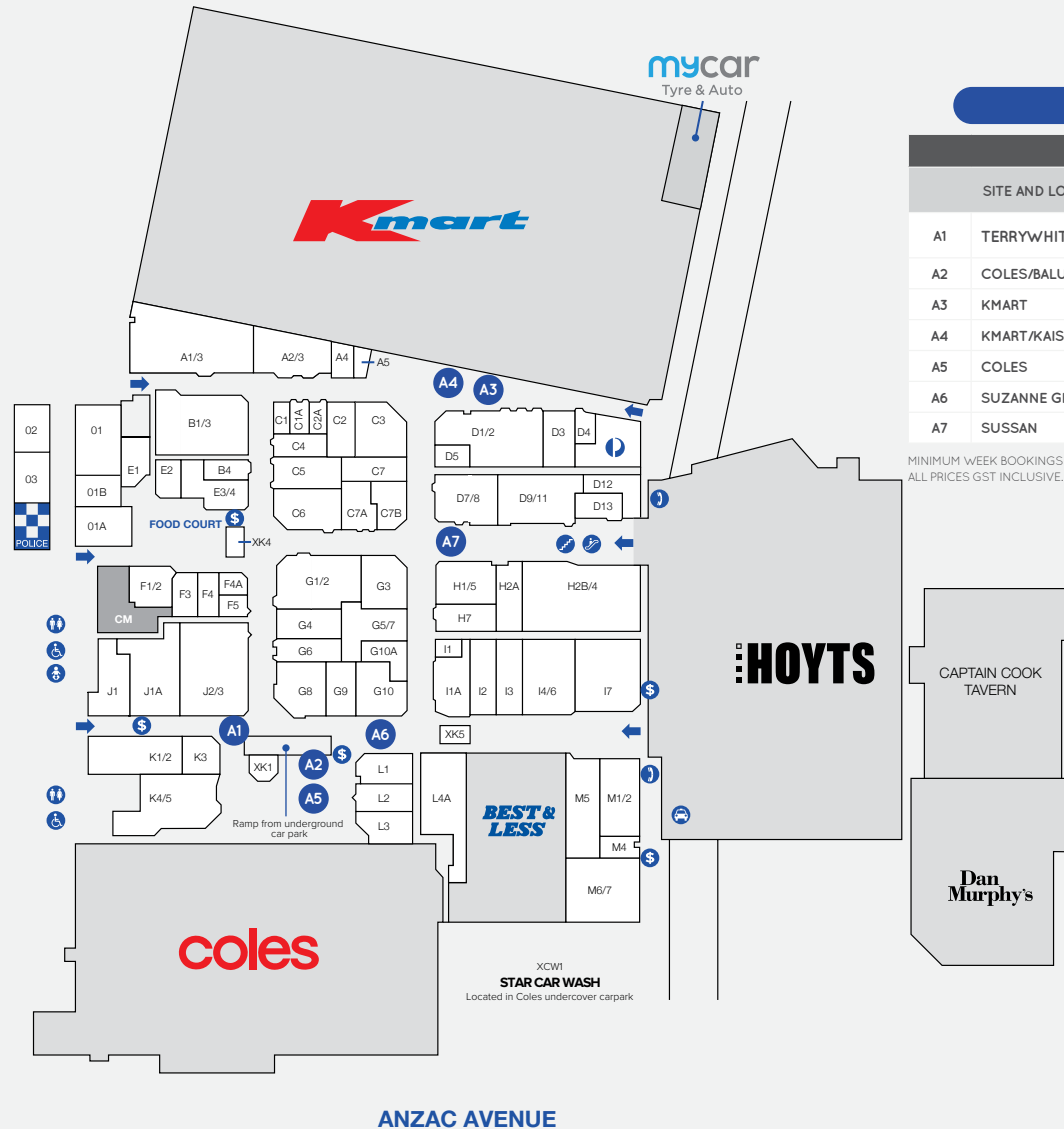 mycar
Tyre & Auto
Kmart
SITE AND LO
A1 TERRYWHIT
A2 COLES/BALU
A3 KMART
A4 KMART/KAIS
A5 COLES
A6 SUZANNE G
A7 SUSSAN
MINIMUM WEEK BOOKINGS
ALL PRICES GST INCLUSIVE.
A1/3 A2/3 A4 A5
A4 A3
02 01 B1/3 C1 C1A C2A C2 C3 D1/2 D3 D4
C4 D5
03 E1 E2 B4 C5 C7
01B E3/4 D7/8 D9/11 D12
01A C6 C7A C7B D13
FOOD COURT $
POLICE
XK4 A7
F1/2 F3 F4 F4A G1/2 G3 H1/5 H2A H2B/4
F5
CM G4 G5/7 H7
G6 G10A I1
HOYTS
CAPTAIN COOK
TAVERN
J1 J1A J2/3 G8 G9 G10 I1A I2 I3 I4/6 I7 $
$ A1 A6 XK5
K1/2 K3 XK1 A2 $ L1
K4/5 A5 L2 L4A M5 M1/2
BEST &
LESS
Ramp from underground
car park
L3 M4
$
M6/7
Dan
Murphy's
coles
XCW1
STAR CAR WASH
Located in Coles undercover carpark
ANZAC AVENUE